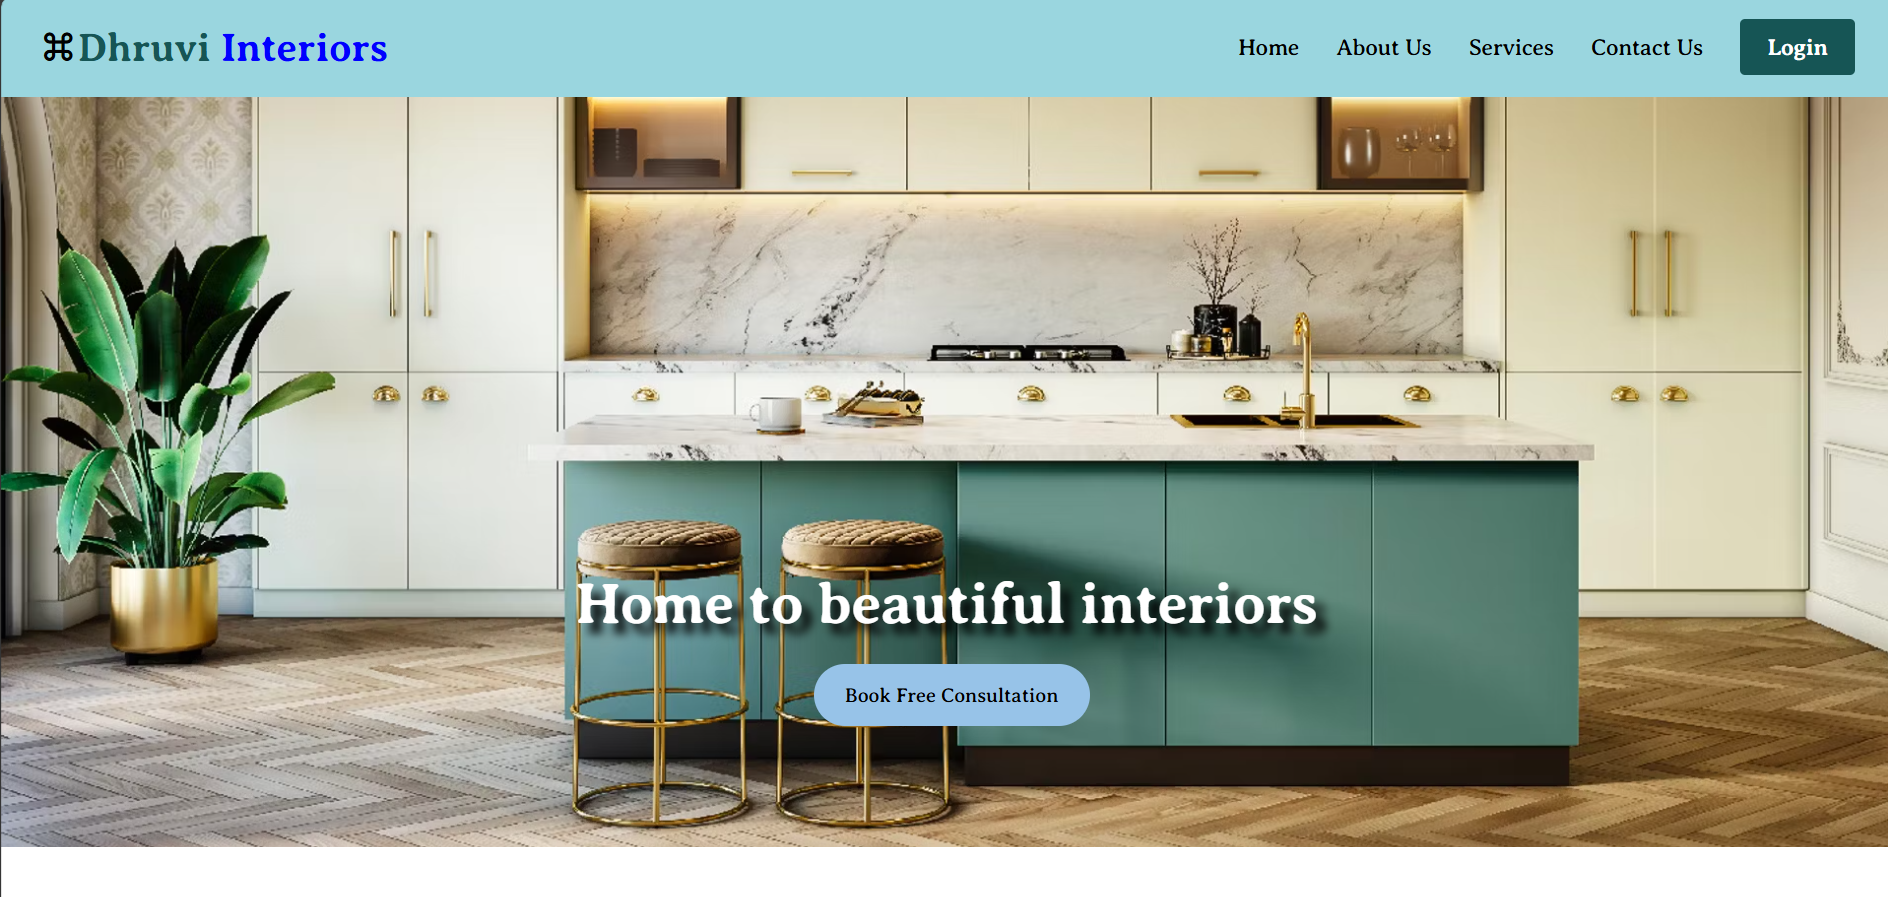 ⌘Dhruvi Interiors
Home About Us Services Contact Us Login
Home to beautiful interiors
Book Free Consultation